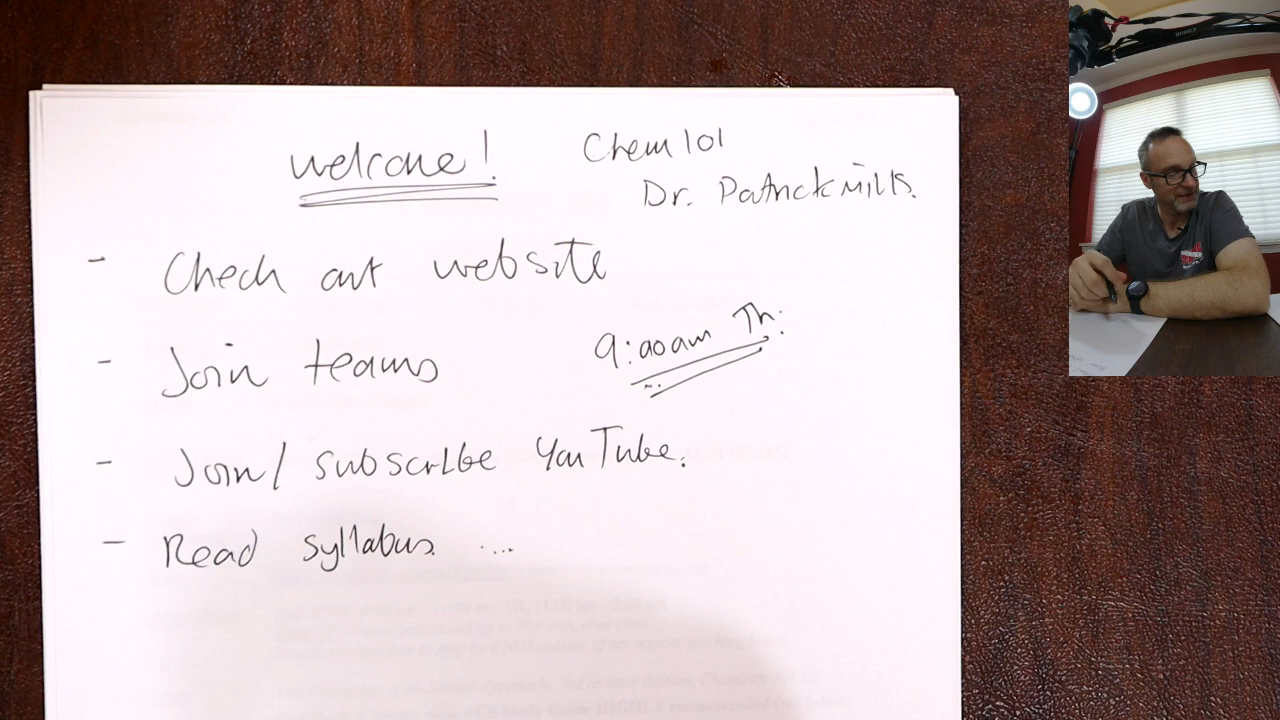 welcome!
Chem 101
Dr. Patrick Mills.
- Check out website
- Join teams
9:00am Th:
- Join/ subscribe YouTube.
- Read syllabus ...